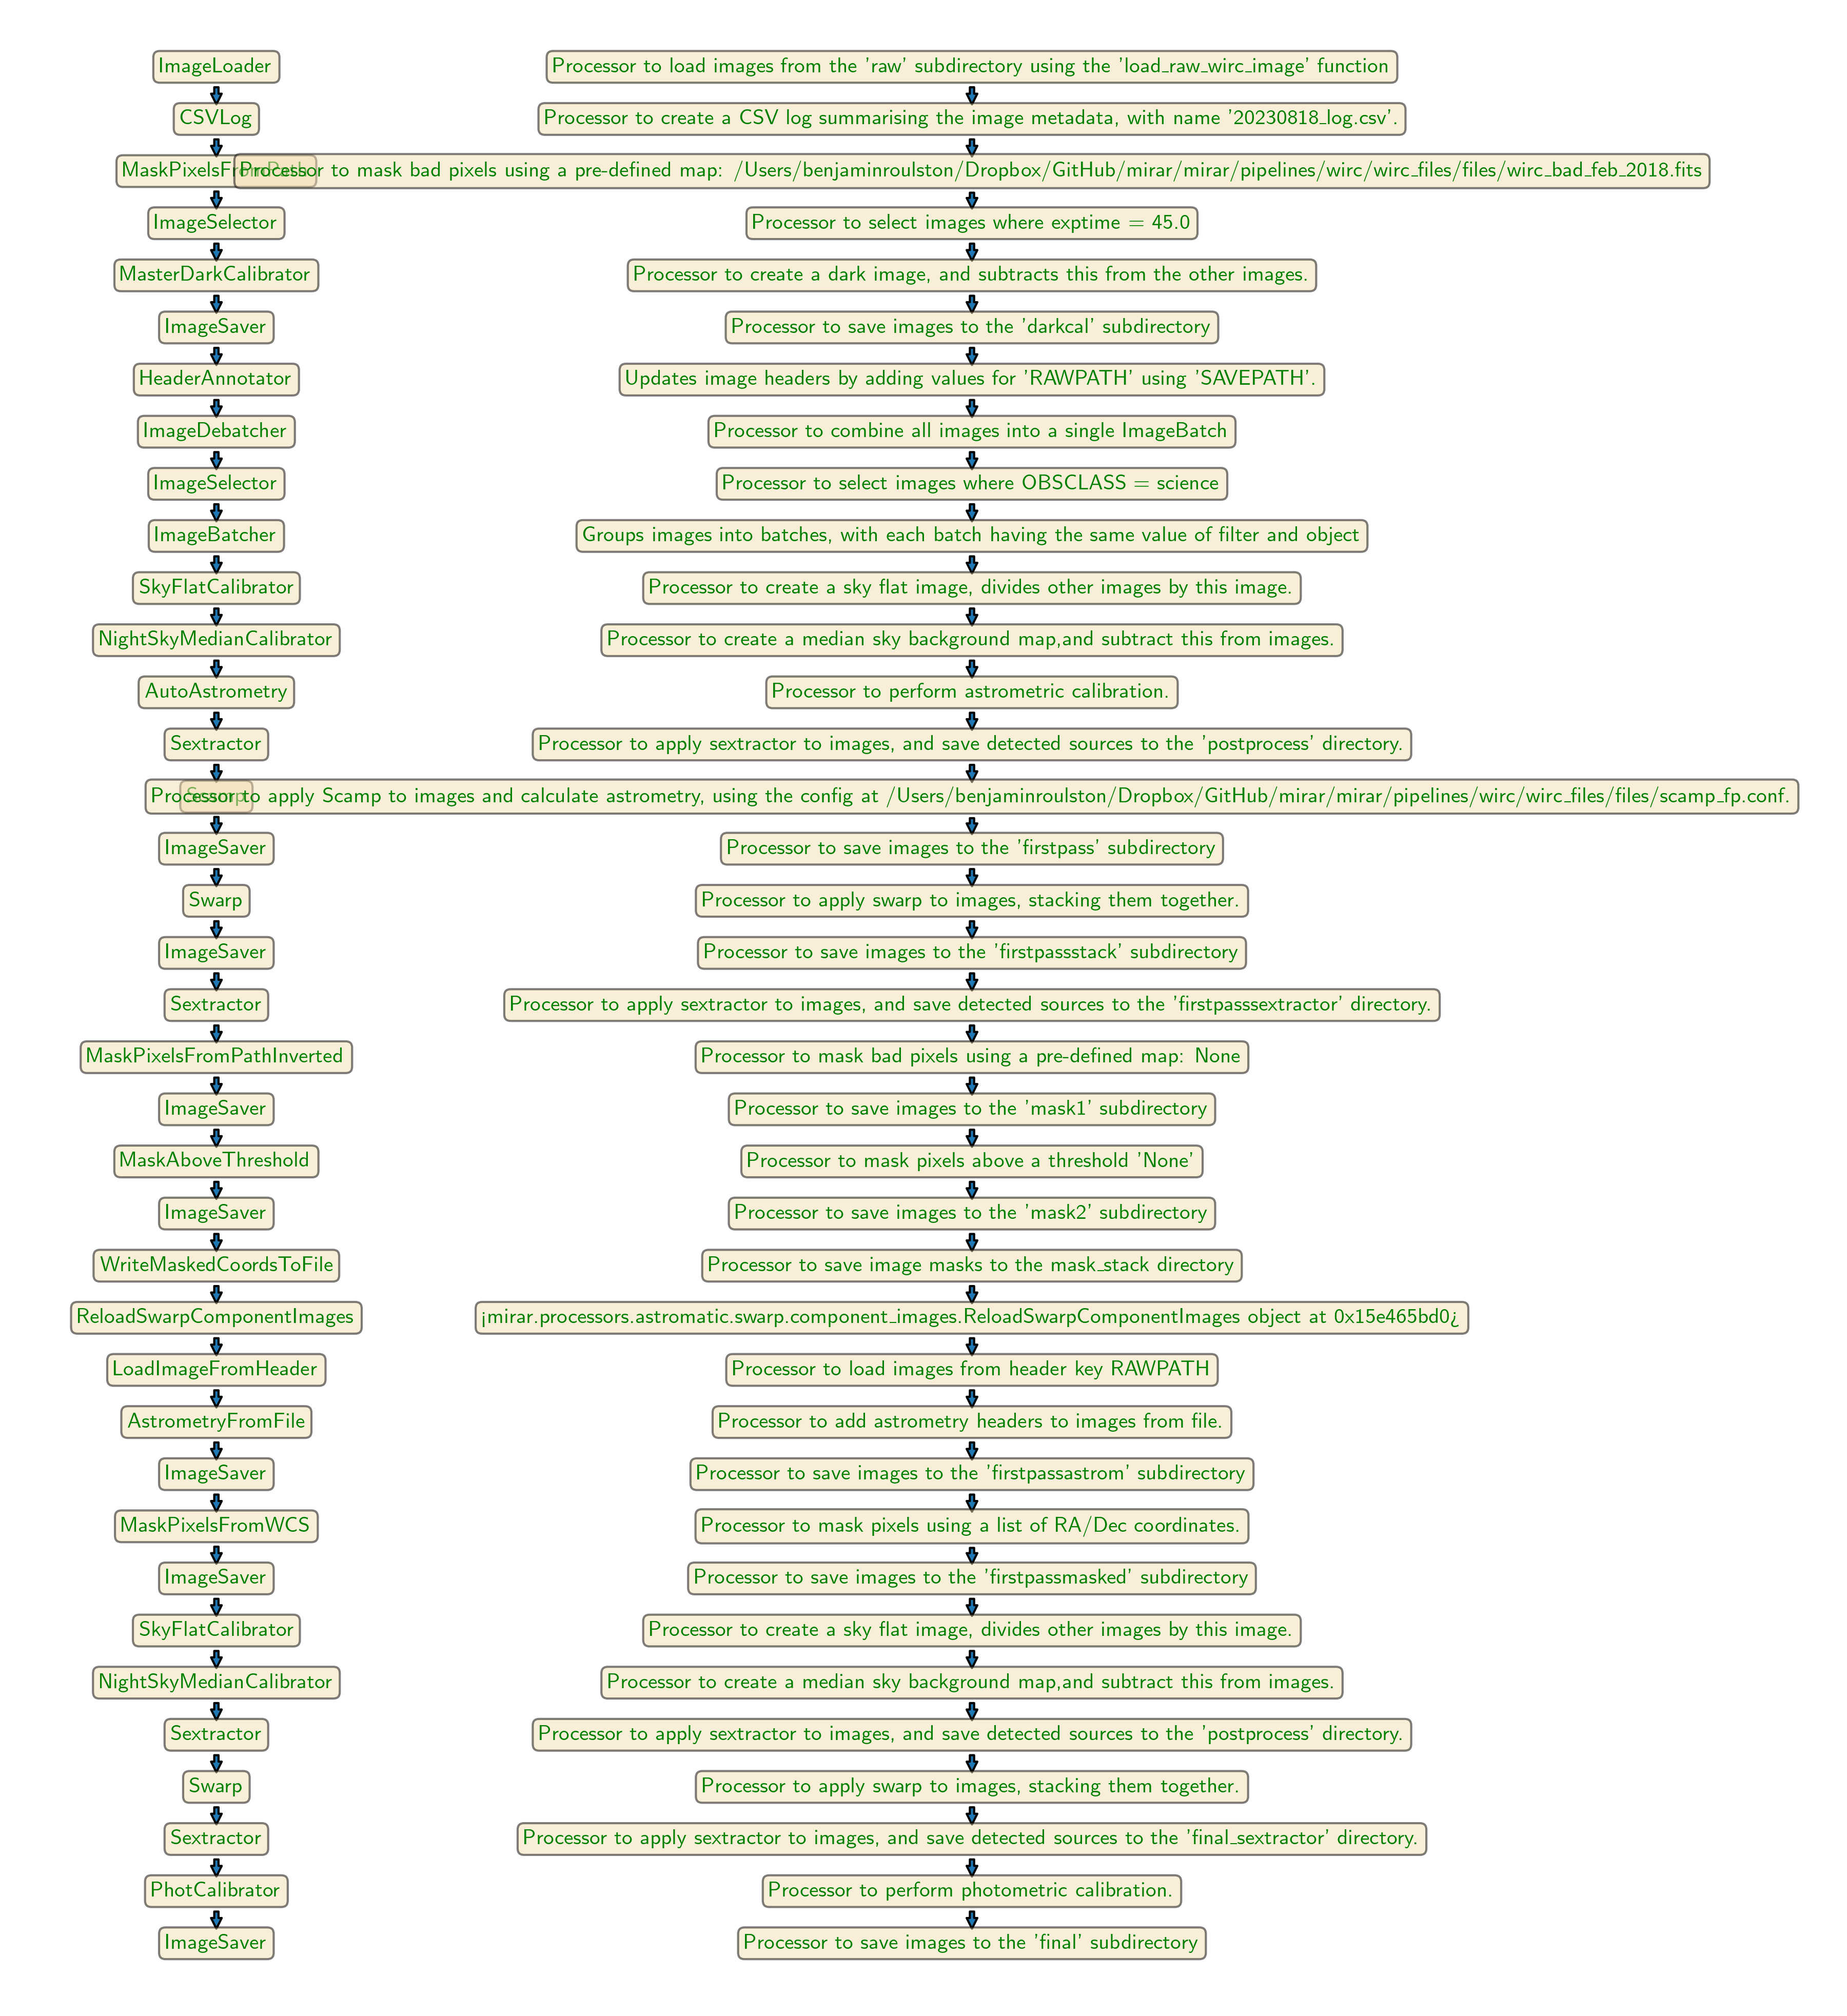 ImageLoader Processor to load images from the 'raw' subdirectory using the 'load_raw_wirc_image' function
CSVLog Processor to create a CSV log summarising the image metadata, with name '20230818_log.csv'.
MaskPixelsFromPath Processor to mask bad pixels using a pre-defined map: /Users/benjaminroulston/Dropbox/GitHub/mirar/mirar/pipelines/wirc/wirc_files/files/wirc_bad_feb_2018.fits
ImageSelector Processor to select images where exptime = 45.0
MasterDarkCalibrator Processor to create a dark image, and subtracts this from the other images.
ImageSaver Processor to save images to the 'darkcal' subdirectory
HeaderAnnotator Updates image headers by adding values for 'RAWPATH' using 'SAVEPATH'.
ImageDebatcher Processor to combine all images into a single ImageBatch
ImageSelector Processor to select images where OBSCLASS = science
ImageBatcher Groups images into batches, with each batch having the same value of filter and object
SkyFlatCalibrator Processor to create a sky flat image, divides other images by this image.
NightSkyMedianCalibrator Processor to create a median sky background map,and subtract this from images.
AutoAstrometry Processor to perform astrometric calibration.
Sextractor Processor to apply sextractor to images, and save detected sources to the 'postprocess' directory.
Scamp Processor to apply Scamp to images and calculate astrometry, using the config at /Users/benjaminroulston/Dropbox/GitHub/mirar/mirar/pipelines/wirc/wirc_files/files/scamp_fp.conf.
ImageSaver Processor to save images to the 'firstpass' subdirectory
Swarp Processor to apply swarp to images, stacking them together.
ImageSaver Processor to save images to the 'firstpassstack' subdirectory
Sextractor Processor to apply sextractor to images, and save detected sources to the 'firstpasssextractor' directory.
MaskPixelsFromPathInverted Processor to mask bad pixels using a pre-defined map: None
ImageSaver Processor to save images to the 'mask1' subdirectory
MaskAboveThreshold Processor to mask pixels above a threshold 'None'
ImageSaver Processor to save images to the 'mask2' subdirectory
WriteMaskedCoordsToFile Processor to save image masks to the mask_stack directory
ReloadSwarpComponentImages <mirar.processors.astromatic.swarp.component_images.ReloadSwarpComponentImages object at 0x15e465bd0>
LoadImageFromHeader Processor to load images from header key RAWPATH
AstrometryFromFile Processor to add astrometry headers to images from file.
ImageSaver Processor to save images to the 'firstpassastrom' subdirectory
MaskPixelsFromWCS Processor to mask pixels using a list of RA/Dec coordinates.
ImageSaver Processor to save images to the 'firstpassmasked' subdirectory
SkyFlatCalibrator Processor to create a sky flat image, divides other images by this image.
NightSkyMedianCalibrator Processor to create a median sky background map,and subtract this from images.
Sextractor Processor to apply sextractor to images, and save detected sources to the 'postprocess' directory.
Swarp Processor to apply swarp to images, stacking them together.
Sextractor Processor to apply sextractor to images, and save detected sources to the 'final_sextractor' directory.
PhotCalibrator Processor to perform photometric calibration.
ImageSaver Processor to save images to the 'final' subdirectory